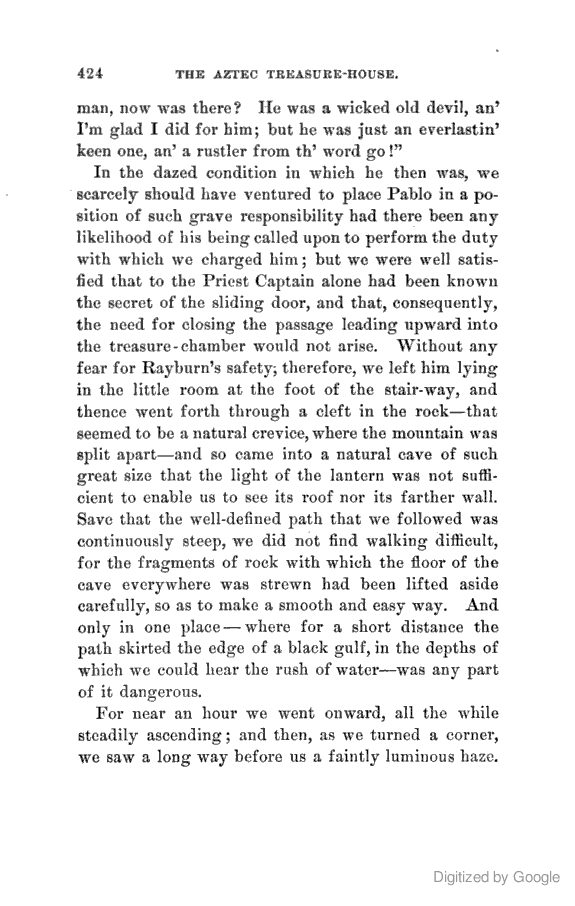 424 THE AZTEC TREASURE-HOUSE.
man, now was there? He was a wicked old devil, an'
I'm glad I did for him; but he was just an everlastin'
keen one, an' a rustler from th' word go!"
In the dazed condition in which he then was, we
scarcely should have ventured to place Pablo in a po-
sition of such grave responsibility had there been any
likelihood of his being called upon to perform the duty
with which we charged him; but we were well satis-
fied that to the Priest Captain alone had been known
the secret of the sliding door, and that, consequently,
the need for closing the passage leading upward into
the treasure-chamber would not arise. Without any
fear for Rayburn's safety, therefore, we left him lying
in the little room at the foot of the stair-way, and
thence went forth through a cleft in the rock—that
seemed to be a natural crevice, where the mountain was
split apart—and so came into a natural cave of such
great size that the light of the lantern was not suffi-
cient to enable us to see its roof nor its farther wall.
Save that the well-defined path that we followed was
continuously steep, we did not find walking difficult,
for the fragments of rock with which the floor of the
cave everywhere was strewn had been lifted aside
carefully, so as to make a smooth and easy way. And
only in one place—where for a short distance the
path skirted the edge of a black gulf, in the depths of
which we could hear the rush of water—was any part
of it dangerous.
For near an hour we went onward, all the while
steadily ascending; and then, as we turned a corner,
we saw a long way before us a faintly luminous haze.
Digitized by Google